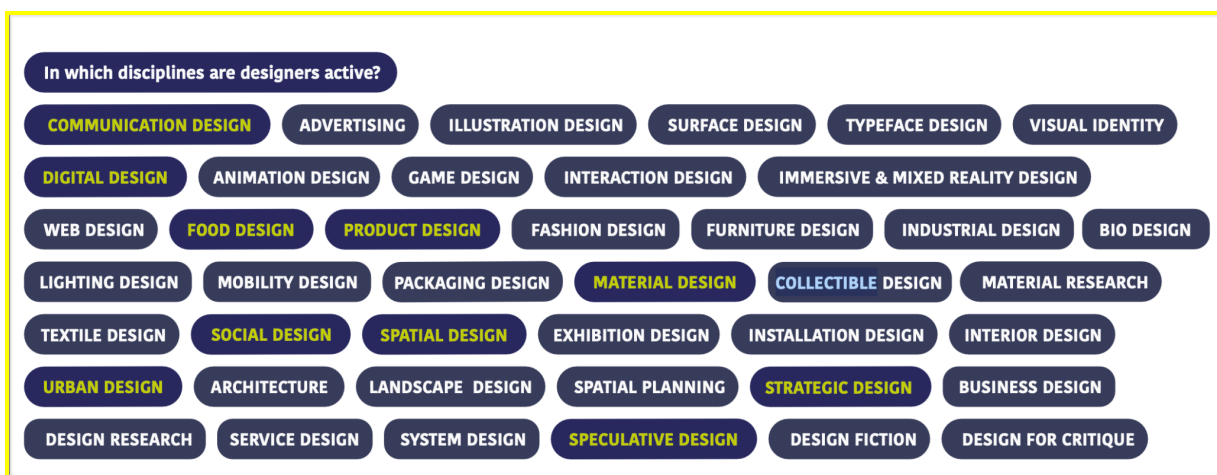 In which disciplines are designers active?
COMMUNICATION DESIGN ADVERTISING ILLUSTRATION DESIGN SURFACE DESIGN TYPEFACE DESIGN VISUAL IDENTITY
DIGITAL DESIGN ANIMATION DESIGN GAME DESIGN INTERACTION DESIGN IMMERSIVE & MIXED REALITY DESIGN
WEB DESIGN FOOD DESIGN PRODUCT DESIGN FASHION DESIGN FURNITURE DESIGN INDUSTRIAL DESIGN BIO DESIGN
LIGHTING DESIGN MOBILITY DESIGN PACKAGING DESIGN MATERIAL DESIGN COLLECTIBLE DESIGN MATERIAL RESEARCH
TEXTILE DESIGN SOCIAL DESIGN SPATIAL DESIGN EXHIBITION DESIGN INSTALLATION DESIGN INTERIOR DESIGN
URBAN DESIGN ARCHITECTURE LANDSCAPE DESIGN SPATIAL PLANNING STRATEGIC DESIGN BUSINESS DESIGN
DESIGN RESEARCH SERVICE DESIGN SYSTEM DESIGN SPECULATIVE DESIGN DESIGN FICTION DESIGN FOR CRITIQUE